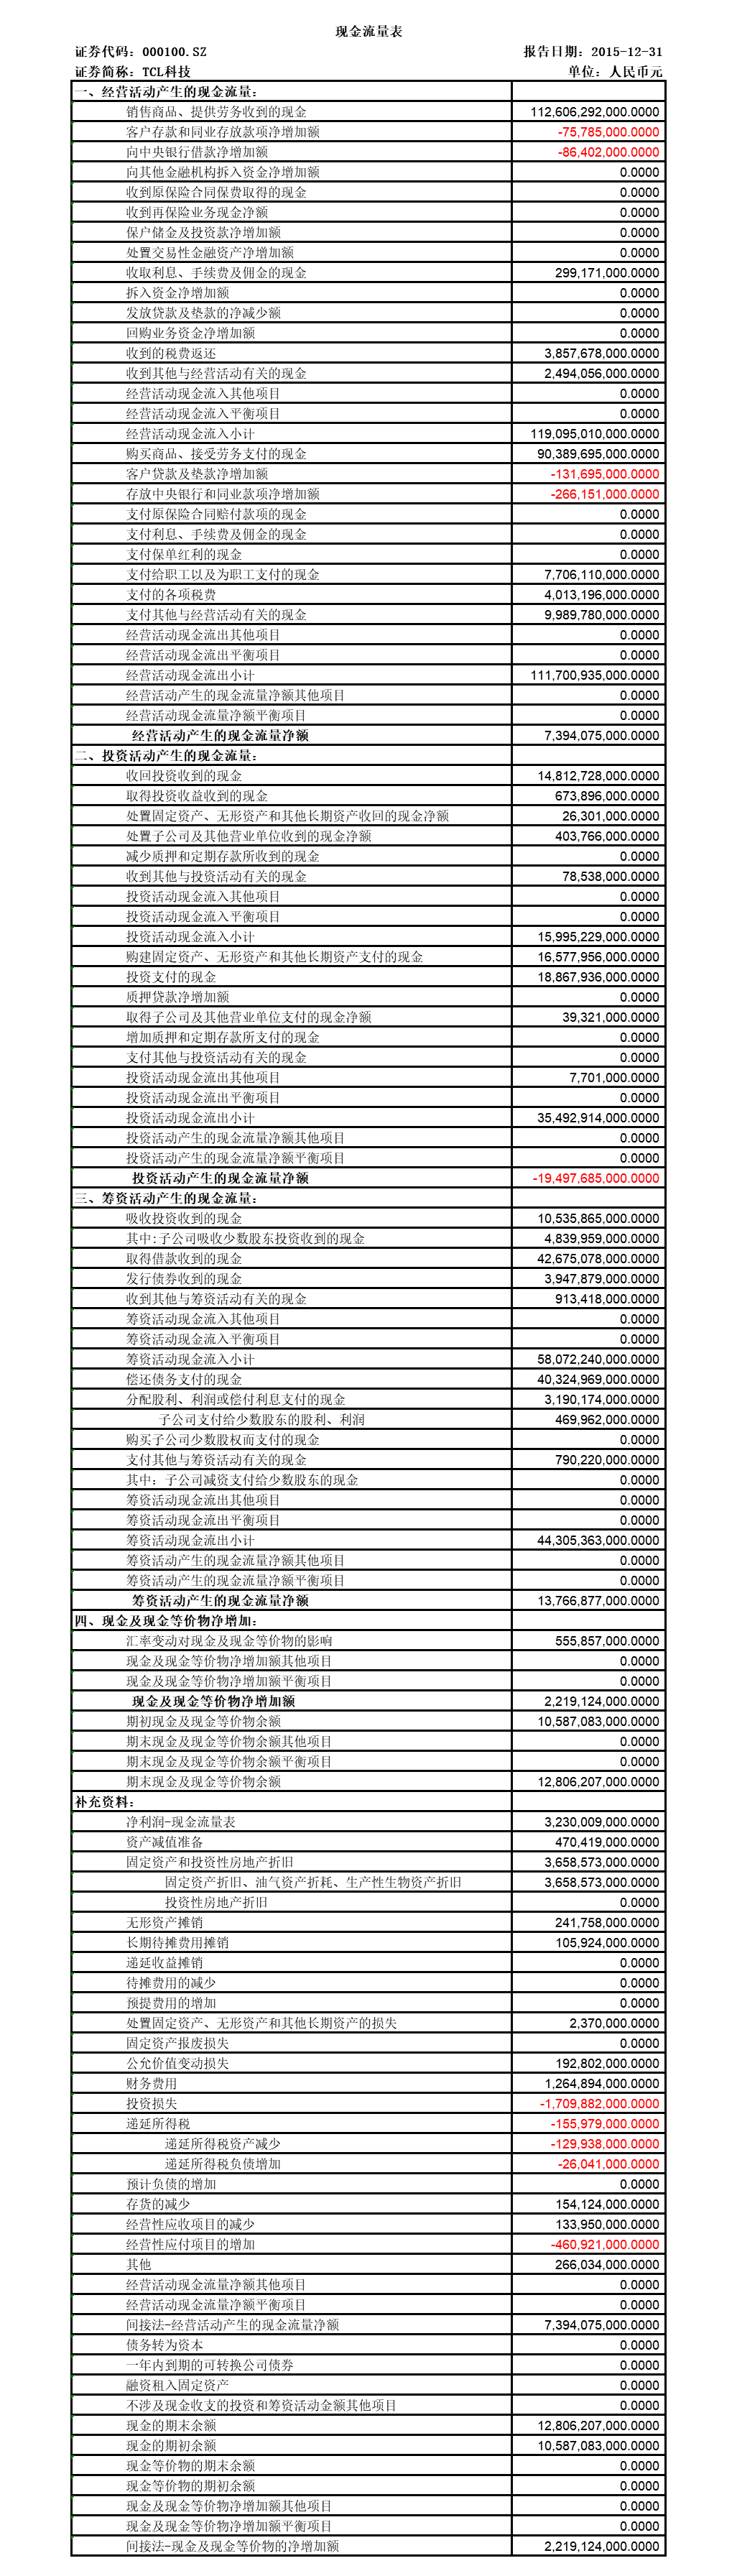 现金流量表
证券代码：000100.SZ 报告日期：2015-12-31
证券简称：TCL科技 单位：人民币元
一、经营活动产生的现金流量：
销售商品、提供劳务收到的现金 112,606,292,000.0000
客户存款和同业存放款项净增加额 -75,785,000.0000
向中央银行借款净增加额 -86,402,000.0000
向其他金融机构拆入资金净增加额 0.0000
收到原保险合同保费取得的现金 0.0000
收到再保险业务现金净额 0.0000
保户储金及投资款净增加额 0.0000
处置交易性金融资产净增加额 0.0000
收取利息、手续费及佣金的现金 299,171,000.0000
拆入资金净增加额 0.0000
发放贷款及垫款的净减少额 0.0000
回购业务资金净增加额 0.0000
收到的税费返还 3,857,678,000.0000
收到其他与经营活动有关的现金 2,494,056,000.0000
经营活动现金流入其他项目 0.0000
经营活动现金流入平衡项目 0.0000
经营活动现金流入小计 119,095,010,000.0000
购买商品、接受劳务支付的现金 90,389,695,000.0000
客户贷款及垫款净增加额 -131,695,000.0000
存放中央银行和同业款项净增加额 -266,151,000.0000
支付原保险合同赔付款项的现金 0.0000
支付利息、手续费及佣金的现金 0.0000
支付保单红利的现金 0.0000
支付给职工以及为职工支付的现金 7,706,110,000.0000
支付的各项税费 4,013,196,000.0000
支付其他与经营活动有关的现金 9,989,780,000.0000
经营活动现金流出其他项目 0.0000
经营活动现金流出平衡项目 0.0000
经营活动现金流出小计 111,700,935,000.0000
经营活动产生的现金流量净额其他项目 0.0000
经营活动现金流量净额平衡项目 0.0000
经营活动产生的现金流量净额 7,394,075,000.0000
二、投资活动产生的现金流量：
收回投资收到的现金 14,812,728,000.0000
取得投资收益收到的现金 673,896,000.0000
处置固定资产、无形资产和其他长期资产收回的现金净额 26,301,000.0000
处置子公司及其他营业单位收到的现金净额 403,766,000.0000
减少质押和定期存款所收到的现金 0.0000
收到其他与投资活动有关的现金 78,538,000.0000
投资活动现金流入其他项目 0.0000
投资活动现金流入平衡项目 0.0000
投资活动现金流入小计 15,995,229,000.0000
购建固定资产、无形资产和其他长期资产支付的现金 16,577,956,000.0000
投资支付的现金 18,867,936,000.0000
质押贷款净增加额 0.0000
取得子公司及其他营业单位支付的现金净额 39,321,000.0000
增加质押和定期存款所支付的现金 0.0000
支付其他与投资活动有关的现金 0.0000
投资活动现金流出其他项目 7,701,000.0000
投资活动现金流出平衡项目 0.0000
投资活动现金流出小计 35,492,914,000.0000
投资活动产生的现金流量净额其他项目 0.0000
投资活动产生的现金流量净额平衡项目 0.0000
投资活动产生的现金流量净额 -19,497,685,000.0000
三、筹资活动产生的现金流量：
吸收投资收到的现金 10,535,865,000.0000
其中:子公司吸收少数股东投资收到的现金 4,839,959,000.0000
取得借款收到的现金 42,675,078,000.0000
发行债券收到的现金 3,947,879,000.0000
收到其他与筹资活动有关的现金 913,418,000.0000
筹资活动现金流入其他项目 0.0000
筹资活动现金流入平衡项目 0.0000
筹资活动现金流入小计 58,072,240,000.0000
偿还债务支付的现金 40,324,969,000.0000
分配股利、利润或偿付利息支付的现金 3,190,174,000.0000
子公司支付给少数股东的股利、利润 469,962,000.0000
购买子公司少数股权而支付的现金 0.0000
支付其他与筹资活动有关的现金 790,220,000.0000
其中：子公司减资支付给少数股东的现金 0.0000
筹资活动现金流出其他项目 0.0000
筹资活动现金流出平衡项目 0.0000
筹资活动现金流出小计 44,305,363,000.0000
筹资活动产生的现金流量净额其他项目 0.0000
筹资活动产生的现金流量净额平衡项目 0.0000
筹资活动产生的现金流量净额 13,766,877,000.0000
四、现金及现金等价物净增加：
汇率变动对现金及现金等价物的影响 555,857,000.0000
现金及现金等价物净增加额其他项目 0.0000
现金及现金等价物净增加额平衡项目 0.0000
现金及现金等价物净增加额 2,219,124,000.0000
期初现金及现金等价物余额 10,587,083,000.0000
期末现金及现金等价物余额其他项目 0.0000
期末现金及现金等价物余额平衡项目 0.0000
期末现金及现金等价物余额 12,806,207,000.0000
补充资料：
净利润-现金流量表 3,230,009,000.0000
资产减值准备 470,419,000.0000
固定资产和投资性房地产折旧 3,658,573,000.0000
固定资产折旧、油气资产折耗、生产性生物资产折旧 3,658,573,000.0000
投资性房地产折旧 0.0000
无形资产摊销 241,758,000.0000
长期待摊费用摊销 105,924,000.0000
递延收益摊销 0.0000
待摊费用的减少 0.0000
预提费用的增加 0.0000
处置固定资产、无形资产和其他长期资产的损失 2,370,000.0000
固定资产报废损失 0.0000
公允价值变动损失 192,802,000.0000
财务费用 1,264,894,000.0000
投资损失 -1,709,882,000.0000
递延所得税 -155,979,000.0000
递延所得税资产减少 -129,938,000.0000
递延所得税负债增加 -26,041,000.0000
预计负债的增加 0.0000
存货的减少 154,124,000.0000
经营性应收项目的减少 133,950,000.0000
经营性应付项目的增加 -460,921,000.0000
其他 266,034,000.0000
经营活动现金流量净额其他项目 0.0000
经营活动现金流量净额平衡项目 0.0000
间接法-经营活动产生的现金流量净额 7,394,075,000.0000
债务转为资本 0.0000
一年内到期的可转换公司债券 0.0000
融资租入固定资产 0.0000
不涉及现金收支的投资和筹资活动金额其他项目 0.0000
现金的期末余额 12,806,207,000.0000
现金的期初余额 10,587,083,000.0000
现金等价物的期末余额 0.0000
现金等价物的期初余额 0.0000
现金及现金等价物净增加额其他项目 0.0000
现金及现金等价物净增加额平衡项目 0.0000
间接法-现金及现金等价物的净增加额 2,219,124,000.0000